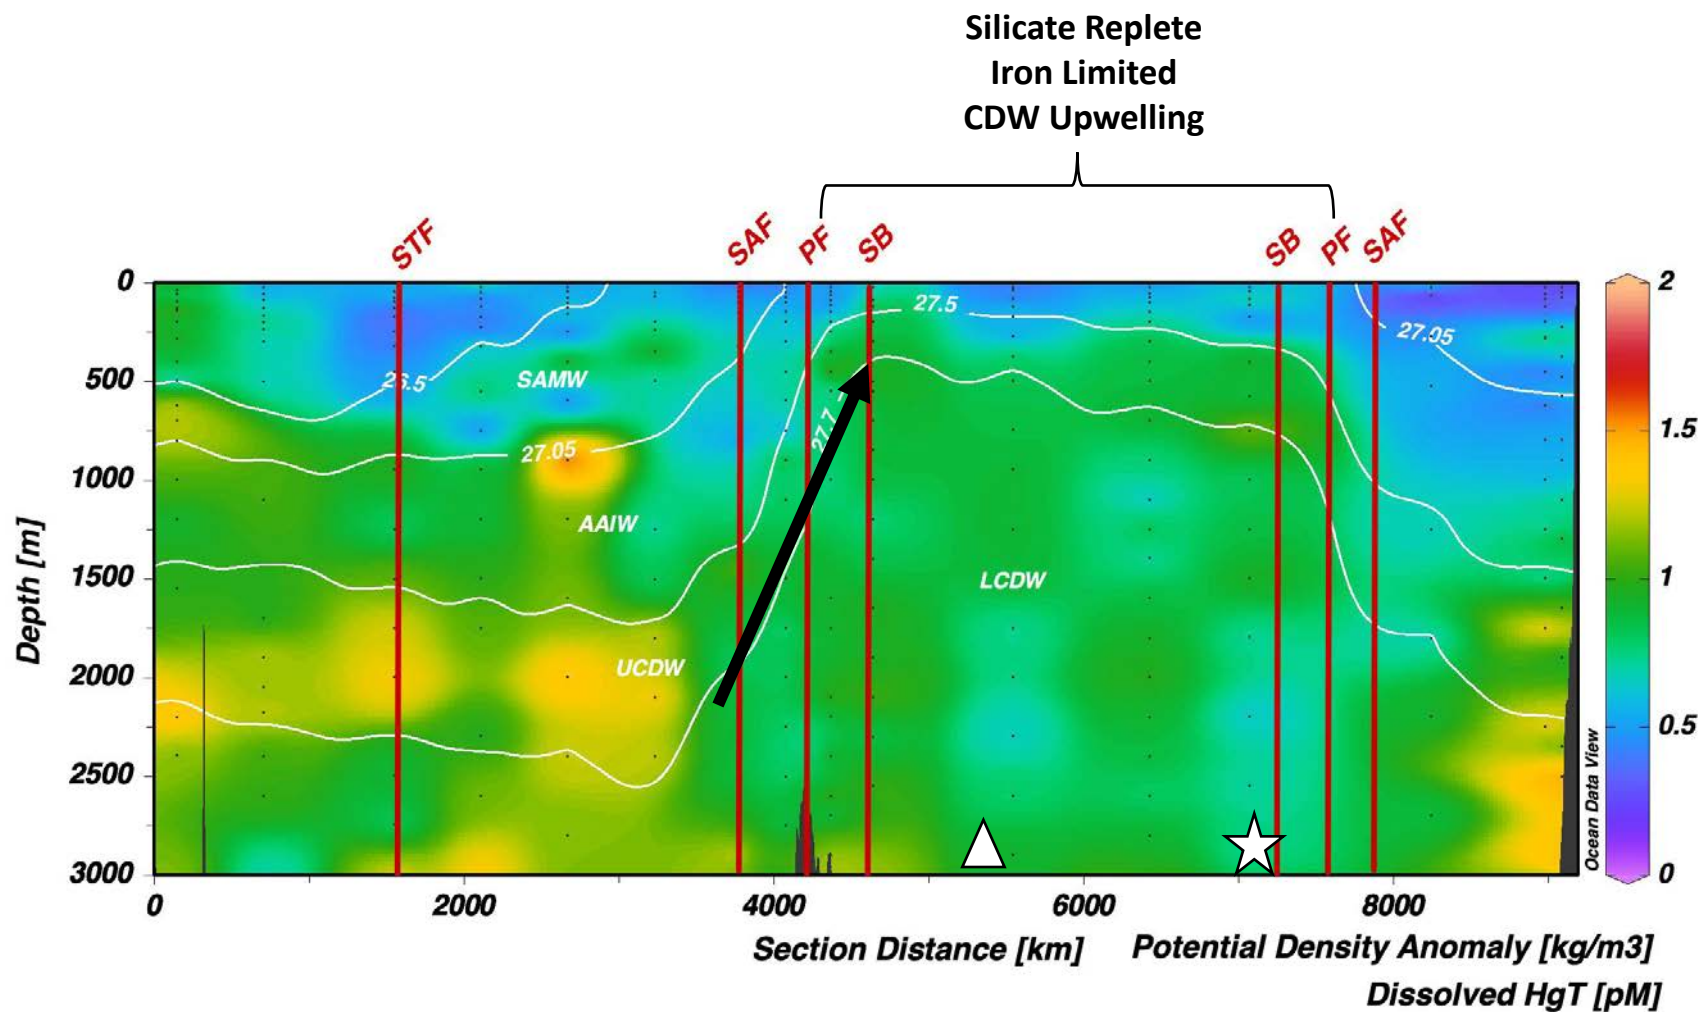 Silicate Replete
Iron Limited
CDW Upwelling
STF
SAF
PF
SB
SB
PF
SAF
0
500
1000
1500
2000
2500
3000
Depth [m]
26.5
SAMW
27.05
AAIW
UCDW
27.7
27.5
LCDW
27.05
Ocean Data View
2
1.5
1
0.5
0
0
2000
4000
6000
8000
Section Distance [km]
Potential Density Anomaly [kg/m3]
Dissolved HgT [pM]